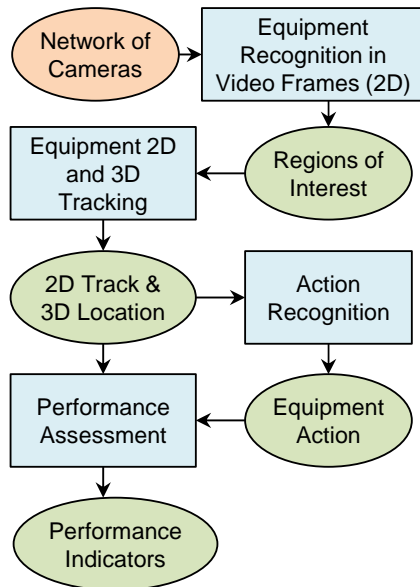 Network of
Cameras
Equipment
Recognition in
Video Frames (2D)
Equipment 2D
and 3D
Tracking
Regions of
Interest
2D Track &
3D Location
Action
Recognition
Performance
Assessment
Equipment
Action
Performance
Indicators